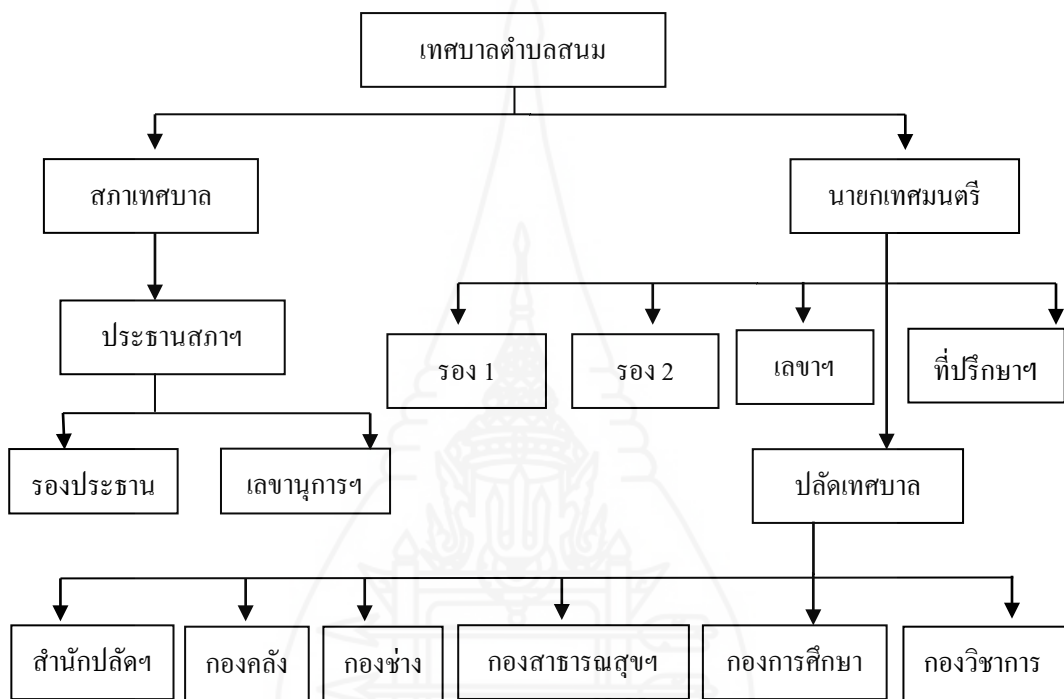 เทศบาลตำบลสนม
สภาเทศบาล
นายกเทศมนตรี
ประธานสภาฯ
รอง 1
รอง 2
เลขาฯ
ที่ปรึกษาฯ
รองประธาน
เลขานุการฯ
ปลัดเทศบาล
สำนักปลัดฯ
กองคลัง
กองช่าง
กองสาธารณสุขฯ
กองการศึกษา
กองวิชาการ